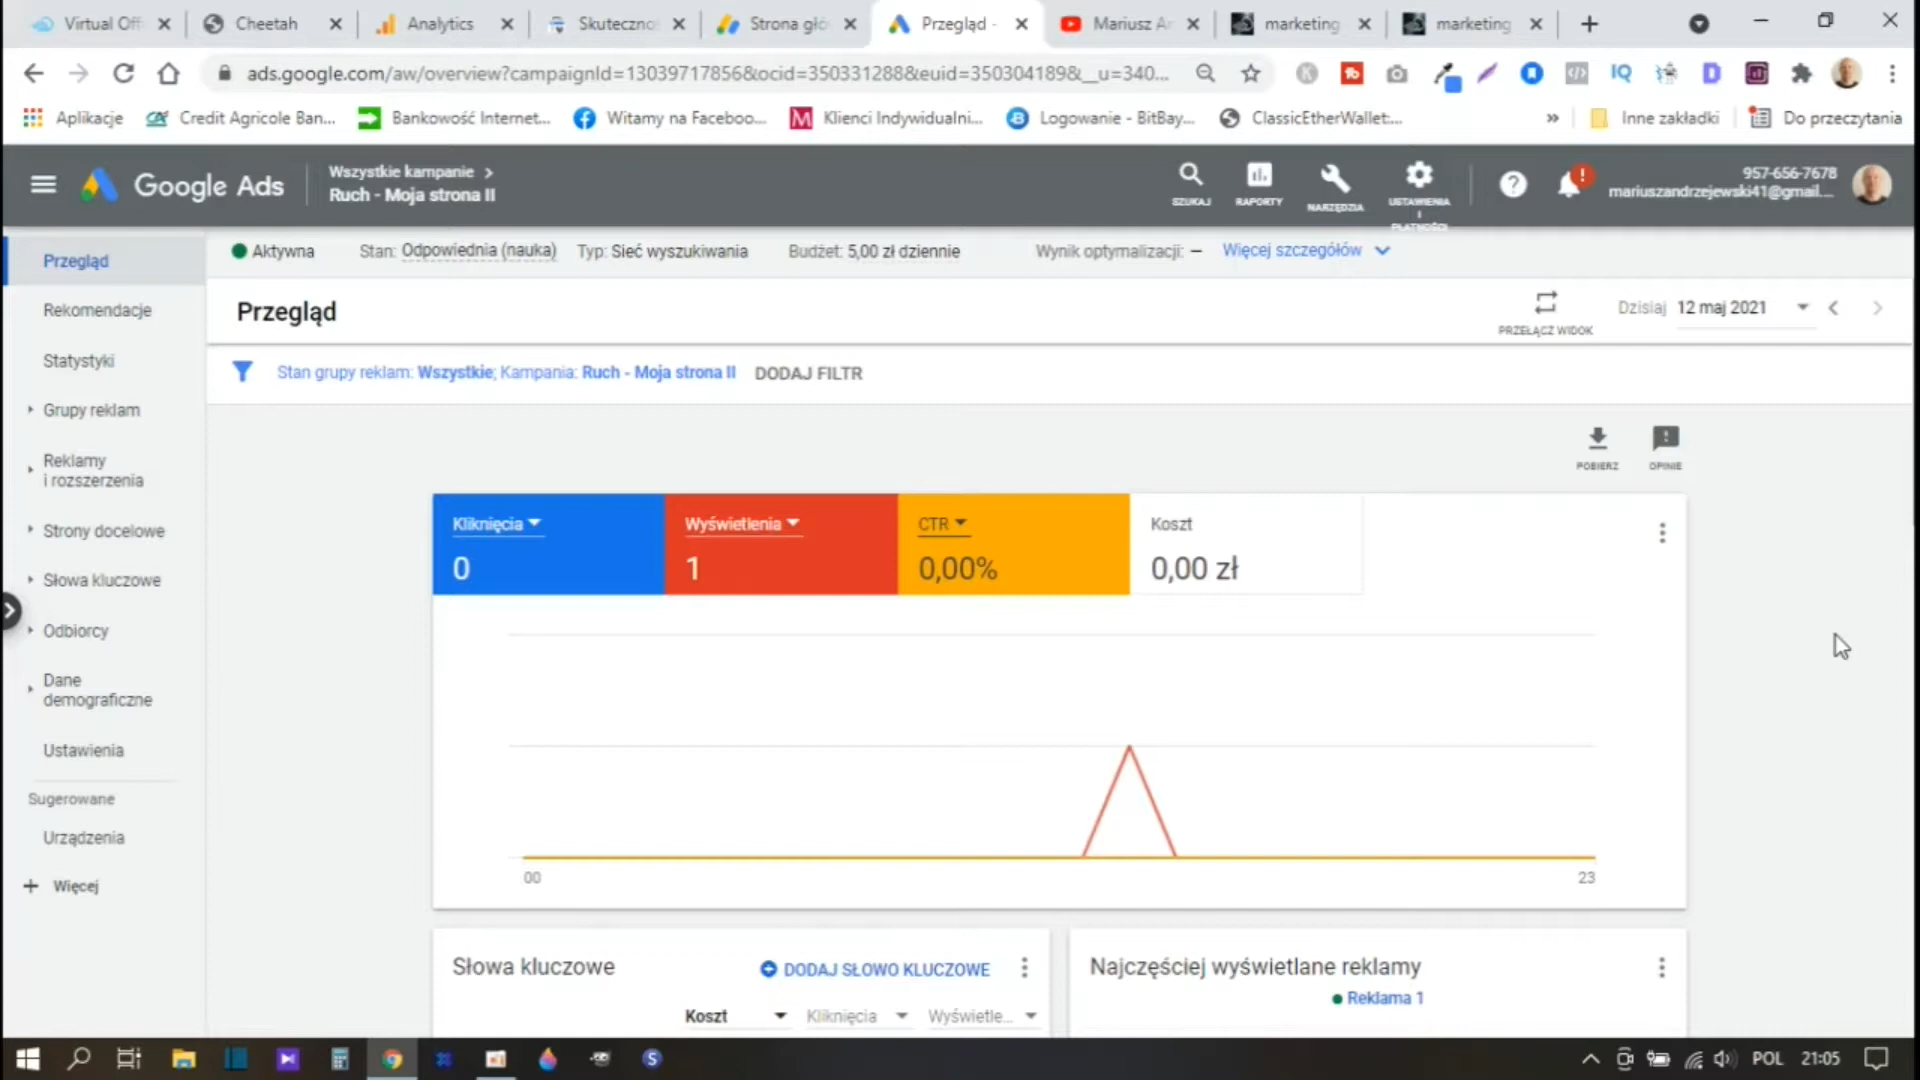 Virtual Offi
Cheetah
Analytics
Skuteczno
Strona głó
Przegląd -
Mariusz An
marketing
marketing
ads.google.com/aw/overview?campaignId=13039717856&ocid=350331288&euid=350304189&__u=340...
Aplikacje
Credit Agricole Ban...
Bankowość Internet...
Witamy na Faceboo...
Klienci Indywidualni...
Logowanie - BitBay...
ClassicEtherWallet:...
»
Inne zakładki
Do przeczytania
Google Ads
Wszystkie kampanie >
Ruch - Moja strona II
SZUKAJ
RAPORTY
NARZĘDZIA
USTAWIENIA
I
PŁATNOŚCI
957-656-7678
mariuszandrzejewski41@gmail....
Aktywna
Stan: Odpowiednia (nauka)
Typ: Sieć wyszukiwania
Budżet: 5,00 zł dziennie
Wynik optymalizacji: –
Więcej szczegółów
Przegląd
Rekomendacje
Statystyki
Grupy reklam
Reklamy
i rozszerzenia
Strony docelowe
Słowa kluczowe
Odbiorcy
Dane
demograficzne
Ustawienia
Sugerowane
Urządzenia
+ Więcej
Przegląd
PRZEŁĄCZ WIDOK
Dzisiaj 12 maj 2021
Stan grupy reklam: Wszystkie; Kampania: Ruch - Moja strona II DODAJ FILTR
POBIERZ
OPINIE
Kliknięcia
0
Wyświetlenia
1
CTR
0,00%
Koszt
0,00 zł
00
23
Słowa kluczowe
DODAJ SŁOWO KLUCZOWE
Koszt
Kliknięcia
Wyświetle...
Najczęściej wyświetlane reklamy
Reklama 1
POL
21:05